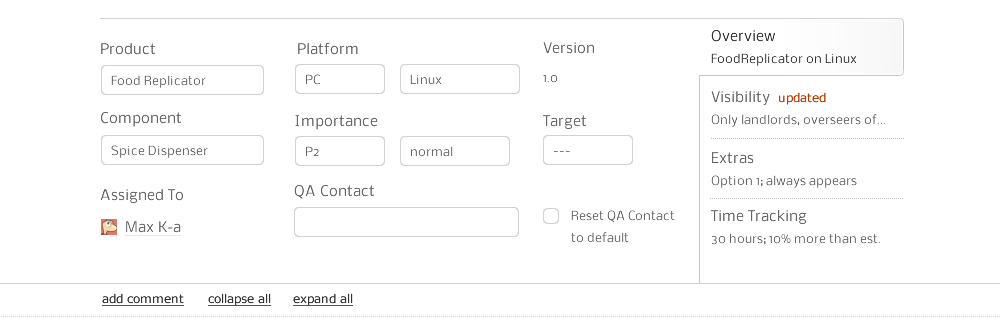 Product
Food Replicator
Component
Spice Dispenser
Assigned To
Max K-a
Platform
PC
Linux
Importance
P2
normal
QA Contact
Version
1.0
Target
---
Reset QA Contact
to default
Overview
FoodReplicator on Linux
Visibility updated
Only landlords, overseers of...
Extras
Option 1; always appears
Time Tracking
30 hours; 10% more than est.
add comment collapse all expand all